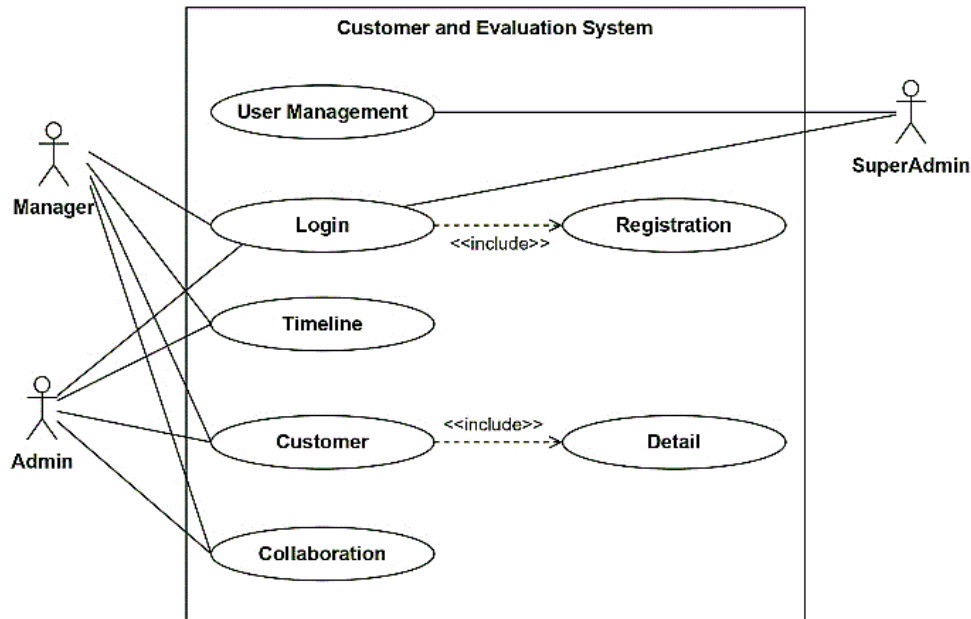 Customer and Evaluation System
User Management
SuperAdmin
Manager
Login
<<include>>
Registration
Timeline
Admin
Customer
<<include>>
Detail
Collaboration